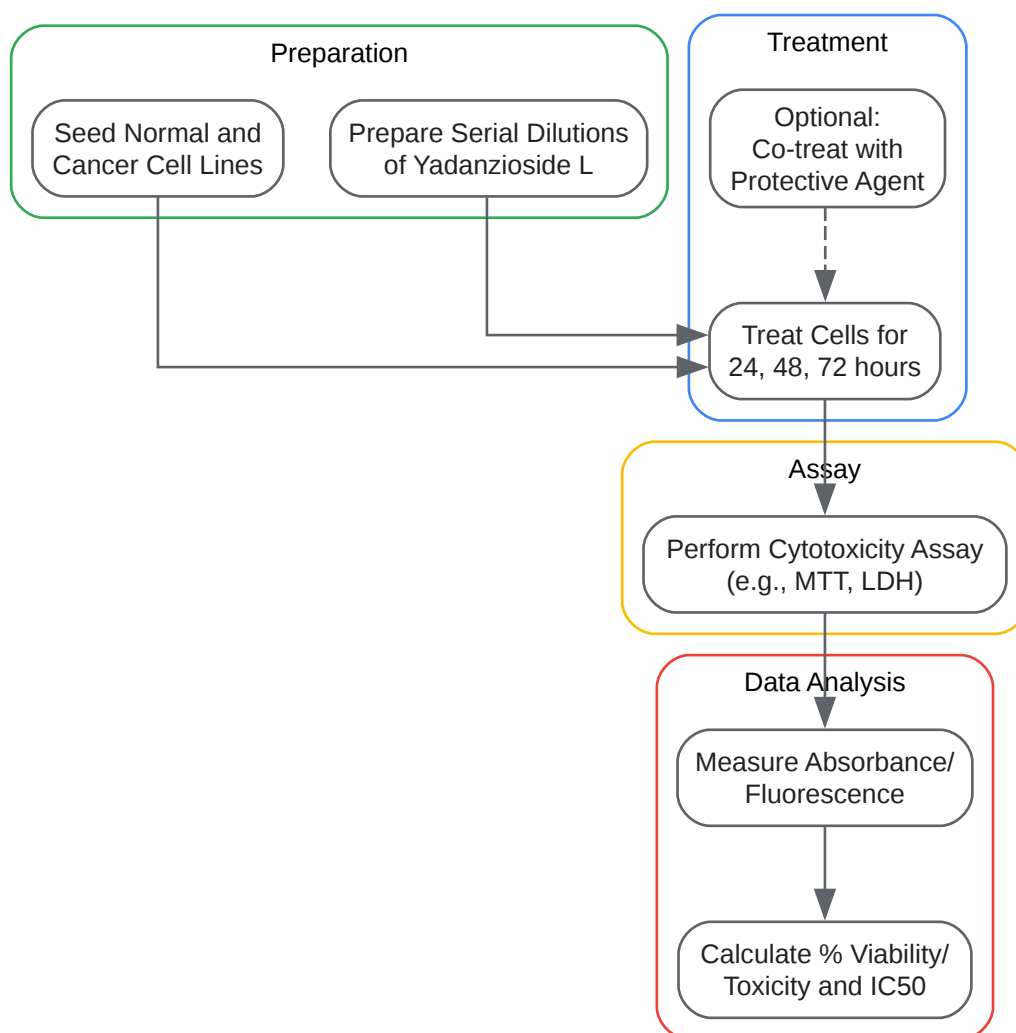 Preparation
Seed Normal and
Cancer Cell Lines
Prepare Serial Dilutions
of Yadanzioside L
Treatment
Optional:
Co-treat with
Protective Agent
Treat Cells for
24, 48, 72 hours
Assay
Perform Cytotoxicity Assay
(e.g., MTT, LDH)
Data Analysis
Measure Absorbance/
Fluorescence
Calculate % Viability/
Toxicity and IC50